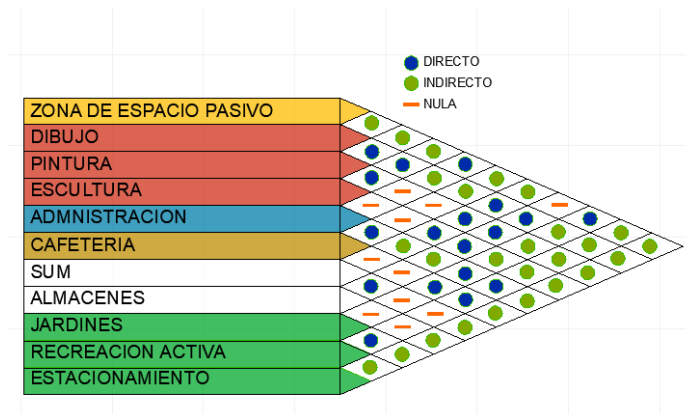 DIRECTO
INDIRECTO
NULA
ZONA DE ESPACIO PASIVO
DIBUJO
PINTURA
ESCULTURA
ADMNISTRACION
CAFETERIA
SUM
ALMACENES
JARDINES
RECREACION ACTIVA
ESTACIONAMIENTO